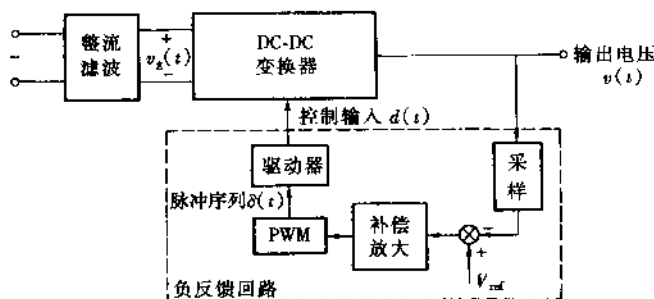 整流
滤波
+
v_g(t)
−
DC-DC
变换器
输出电压
v(t)
控制输入 d(t)
驱动器
脉冲序列δ(t)
PWM
补偿
放大
采
样
−
+
V_ref
负反馈回路